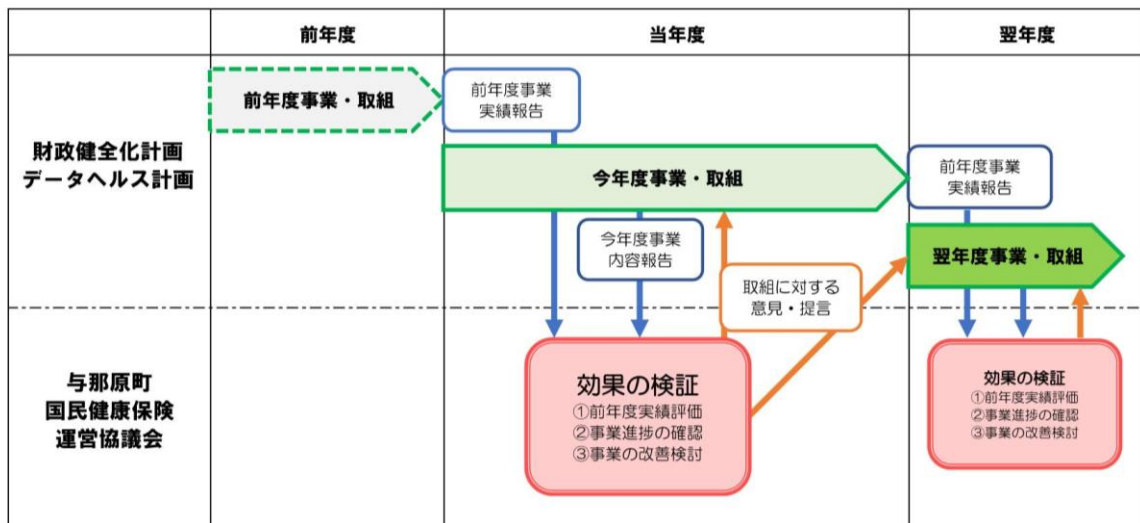 前年度
当年度
翌年度
財政健全化計画
データヘルス計画
前年度事業・取組
前年度事業
実績報告
今年度事業・取組
今年度事業
内容報告
取組に対する
意見・提言
前年度事業
実績報告
翌年度事業・取組
与那原町
国民健康保険
運営協議会
効果の検証
①前年度実績評価
②事業進捗の確認
③事業の改善検討
効果の検証
①前年度実績評価
②事業進捗の確認
③事業の改善検討